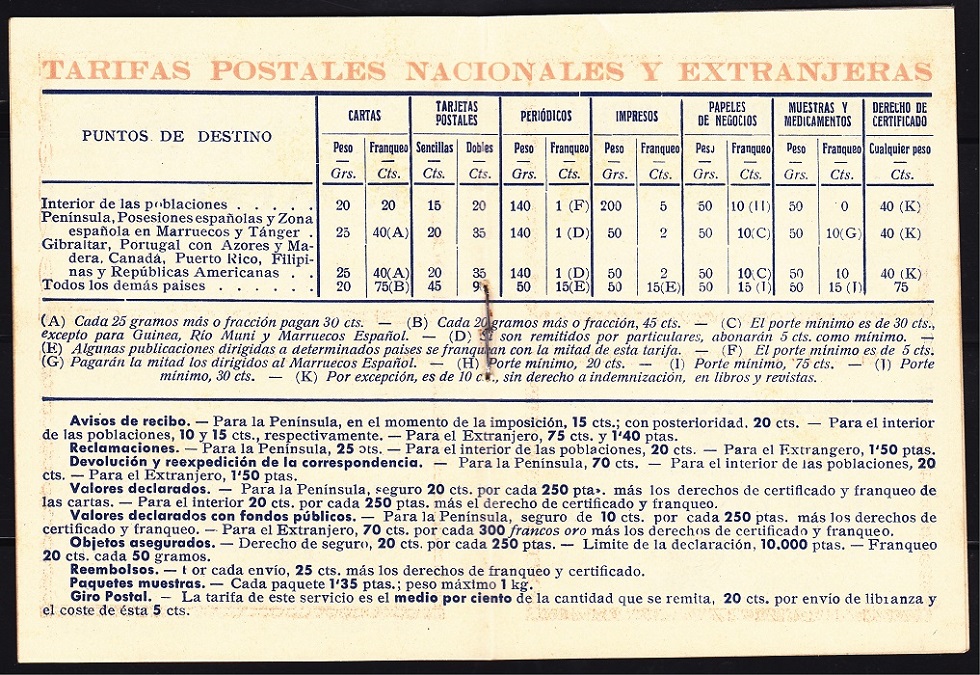 TARIFAS POSTALES NACIONALES Y EXTRANJERAS
PUNTOS DE DESTINO
CARTAS TARJETAS POSTALES PERIÓDICOS IMPRESOS PAPELES DE NEGOCIOS MUESTRAS Y MEDICAMENTOS DERECHO DE CERTIFICADO
Peso Franqueo Sencillas Dobles Peso Franqueo Peso Franqueo Peso Franqueo Peso Franqueo Cualquier peso
Grs. Cts. Cts. Cts. Grs. Cts. Grs. Cts. Grs. Cts. Grs. Cts. Cts.
Interior de las poblaciones . . . . . 20 20 15 20 140 1 (F) 200 5 50 10 (H) 50 0 40 (K)
Península, Posesiones españolas y Zona
española en Marruecos y Tánger . 25 40(A) 20 35 140 1 (D) 50 2 50 10(C) 50 10(G) 40 (K)
Gibraltar, Portugal con Azores y Ma-
dera, Canadá, Puerto Rico, Filipi-
nas y Repúblicas Americanas . . 25 40(A) 20 35 140 1 (D) 50 2 50 10(C) 50 10 40 (K)
Todos los demás paises . . . . . . 20 75(B) 45 50 15(E) 50 15(E) 50 15 (I) 50 15 (J) 75
(A) Cada 25 gramos más o fracción pagan 30 cts. — (B) Cada 20 gramos más o fracción, 45 cts. — (C) El porte mínimo es de 30 cts.,
excepto para Guinea, Río Muni y Marruecos Español. — (D) son remitidos por particulares, abonarán 5 cts. como mínimo. —
(E) Algunas publicaciones dirigidas a determinados paises se franquean con la mitad de esta tarifa. — (F) El porte mínimo es de 5 cts.
(G) Pagarán la mitad los dirigidos al Marruecos Español. — (H) Porte mínimo, 20 cts. — (I) Porte mínimo, 75 cts. — (J) Porte
mínimo, 30 cts. — (K) Por excepción, es de 10 c ., sin derecho a indemnización, en libros y revistas.
Avisos de recibo. — Para la Península, en el momento de la imposición, 15 cts.; con posterioridad. 20 cts. — Para el interior
de las poblaciones, 10 y 15 cts., respectivamente. — Para el Extranjero, 75 cts. y 1'40 ptas.
Reclamaciones. — Para la Península, 25 cts. — Para el interior de las poblaciones, 20 cts. — Para el Extrangero, 1'50 ptas.
Devolución y reexpedición de la correspondencia. — Para la Península, 70 cts. — Para el interior de las poblaciones, 20
cts. — Para el Extranjero, 1'50 ptas.
Valores declarados. — Para la Península, seguro 20 cts. por cada 250 ptas. más los derechos de certificado y franqueo de
las cartas. — Para el interior 20 cts. por cada 250 ptas. más el derecho de certificado y franqueo.
Valores declarados con fondos públicos. — Para la Península, seguro de 10 cts. por cada 250 ptas. más los derechos de
certificado y franqueo. — Para el Extranjero, 70 cts. por cada 300 francos oro más los derechos de certificado y franqueo.
Objetos asegurados. — Derecho de seguro, 20 cts. por cada 250 ptas. — Limite de la declaración, 10.000 ptas. — Franqueo
20 cts. cada 50 gramos.
Reembolsos. — Por cada envío, 25 cts. más los derechos de franqueo y certificado.
Paquetes muestras. — Cada paquete 1'35 ptas.; peso máximo 1 kg.
Giro Postal. — La tarifa de este servicio es el medio por ciento de la cantidad que se remita, 20 cts. por envío de libranza y
el coste de ésta 5 cts.